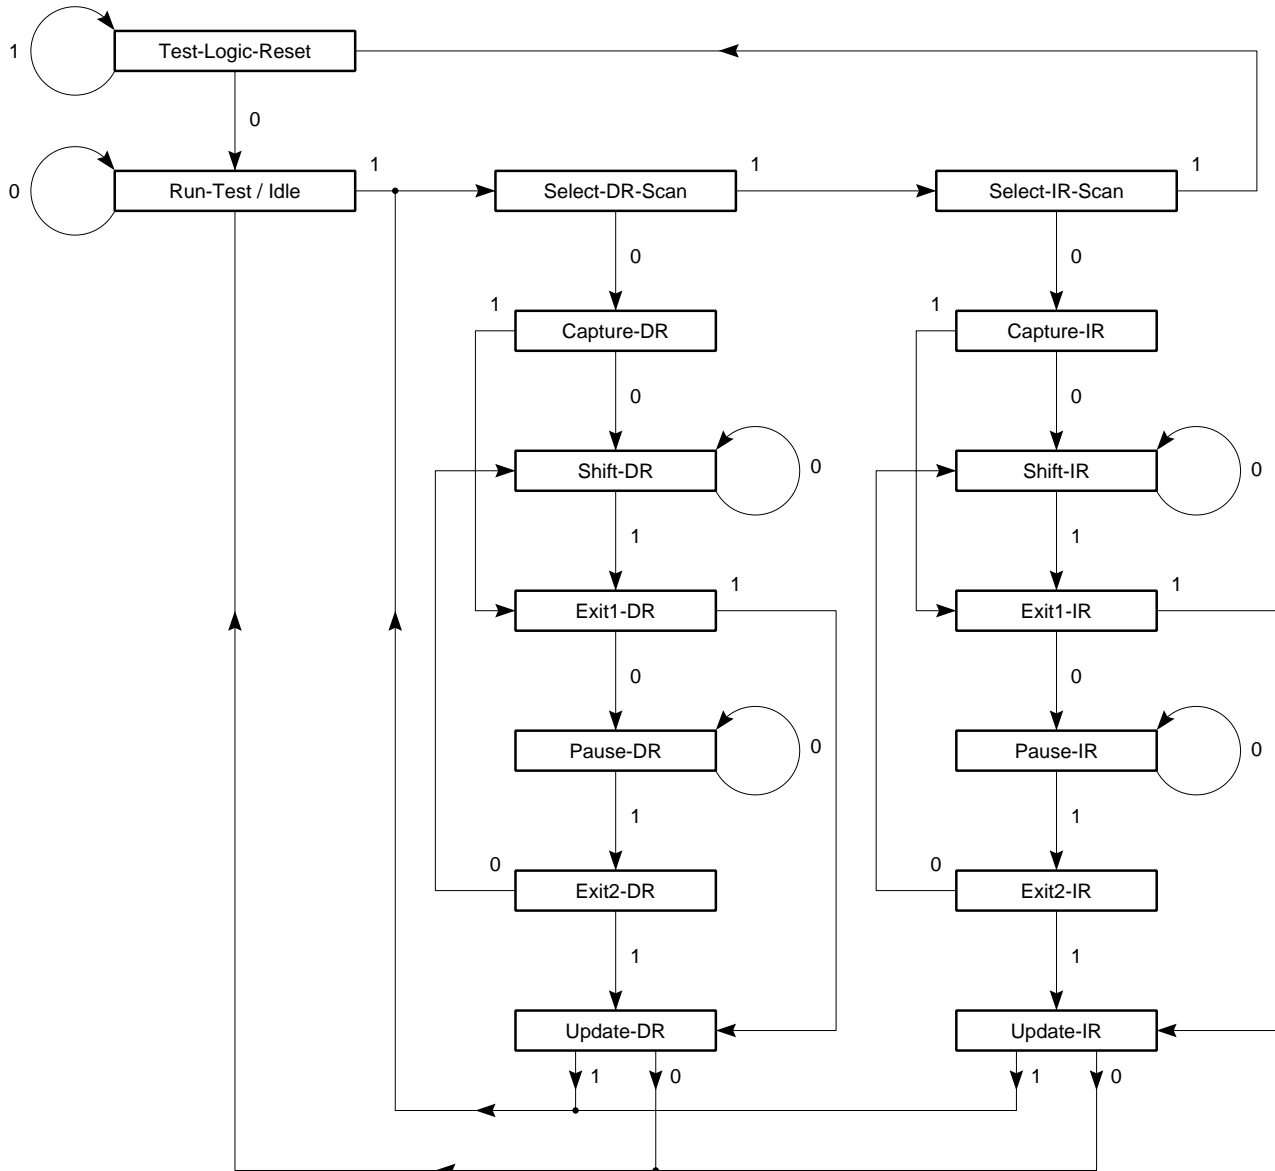 Test-Logic-Reset
1
0
Run-Test / Idle
0
1
Select-DR-Scan
1
Select-IR-Scan
1
0
0
1
Capture-DR
1
Capture-IR
0
0
Shift-DR
0
Shift-IR
0
1
1
Exit1-DR
1
Exit1-IR
1
0
0
Pause-DR
0
Pause-IR
0
1
1
0
Exit2-DR
0
Exit2-IR
1
1
Update-DR
Update-IR
1
0
1
0